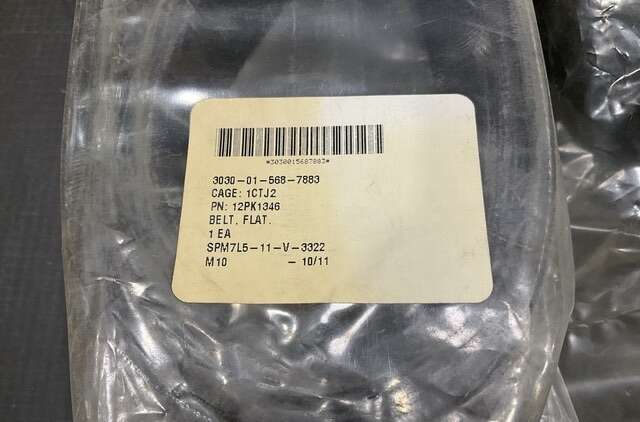 *3030015687883*
3030-01-568-7883
CAGE: 1CTJ2
PN: 12PK1346
BELT, FLAT.
1 EA
SPM7L5-11-V-3322
M10 - 10/11